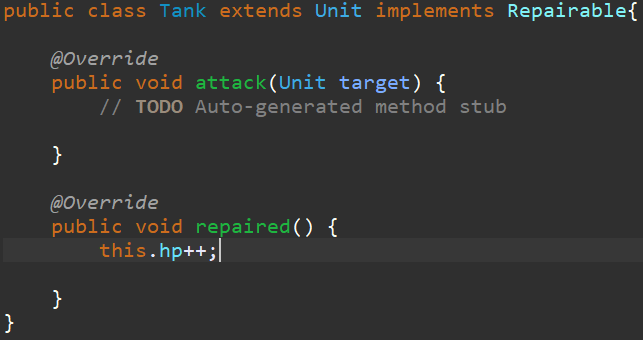 public class Tank extends Unit implements Repairable{
@Override
public void attack(Unit target) {
// TODO Auto-generated method stub
}
@Override
public void repaired() {
this.hp++;
}
}